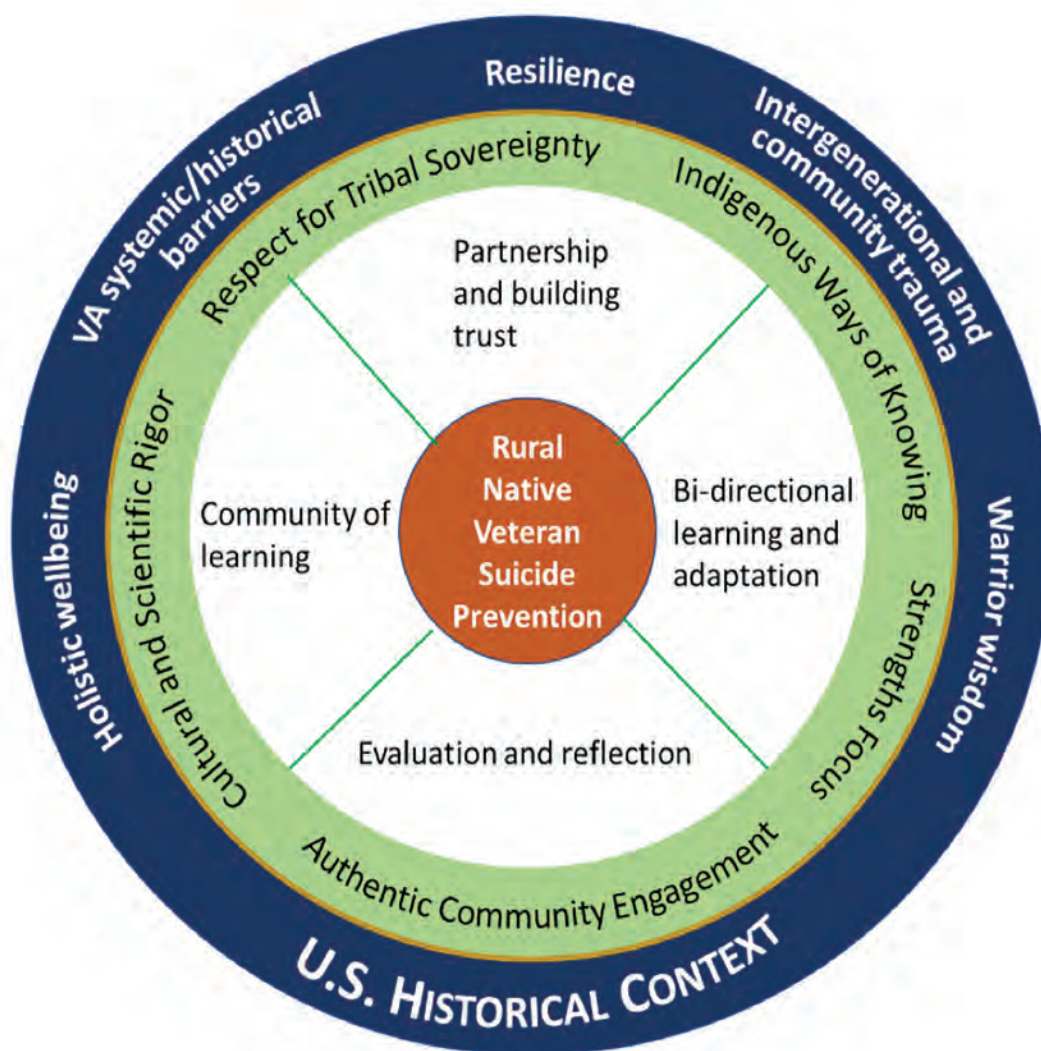 Resilience
Intergenerational and
community trauma
Warrior wisdom
U.S. HISTORICAL CONTEXT
Holistic wellbeing
VA systemic/historical
barriers
Respect for Tribal Sovereignty
Indigenous Ways of Knowing
Strengths Focus
Authentic Community Engagement
Cultural and Scientific Rigor
Partnership
and building
trust
Bi-directional
learning and
adaptation
Evaluation and reflection
Community of
learning
Rural
Native
Veteran
Suicide
Prevention